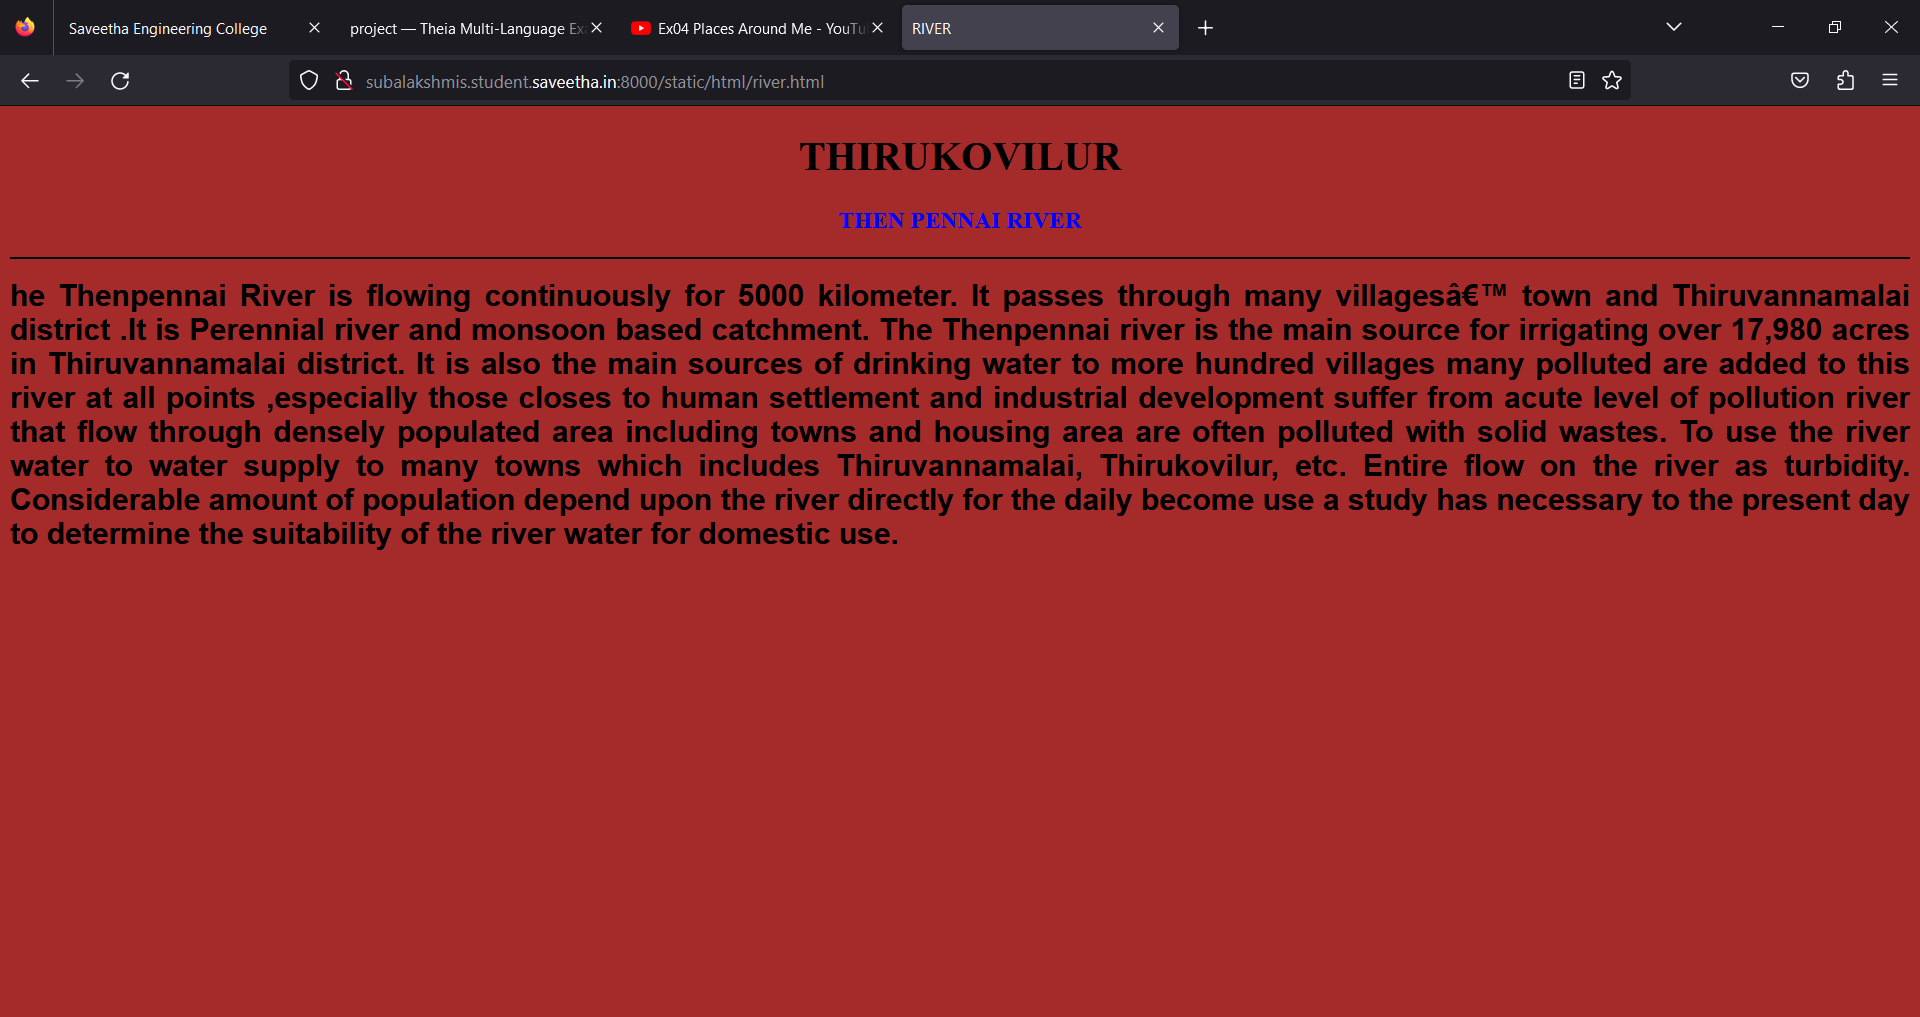 Saveetha Engineering College
project — Theia Multi-Language Ex
Ex04 Places Around Me - YouTu
RIVER
subalakshmis.student.saveetha.in:8000/static/html/river.html
THIRUKOVILUR
THEN PENNAI RIVER
he Thenpennai River is flowing continuously for 5000 kilometer. It passes through many villagesâ€™ town and Thiruvannamalai
district .It is Perennial river and monsoon based catchment. The Thenpennai river is the main source for irrigating over 17,980 acres
in Thiruvannamalai district. It is also the main sources of drinking water to more hundred villages many polluted are added to this
river at all points ,especially those closes to human settlement and industrial development suffer from acute level of pollution river
that flow through densely populated area including towns and housing area are often polluted with solid wastes. To use the river
water to water supply to many towns which includes Thiruvannamalai, Thirukovilur, etc. Entire flow on the river as turbidity.
Considerable amount of population depend upon the river directly for the daily become use a study has necessary to the present day
to determine the suitability of the river water for domestic use.